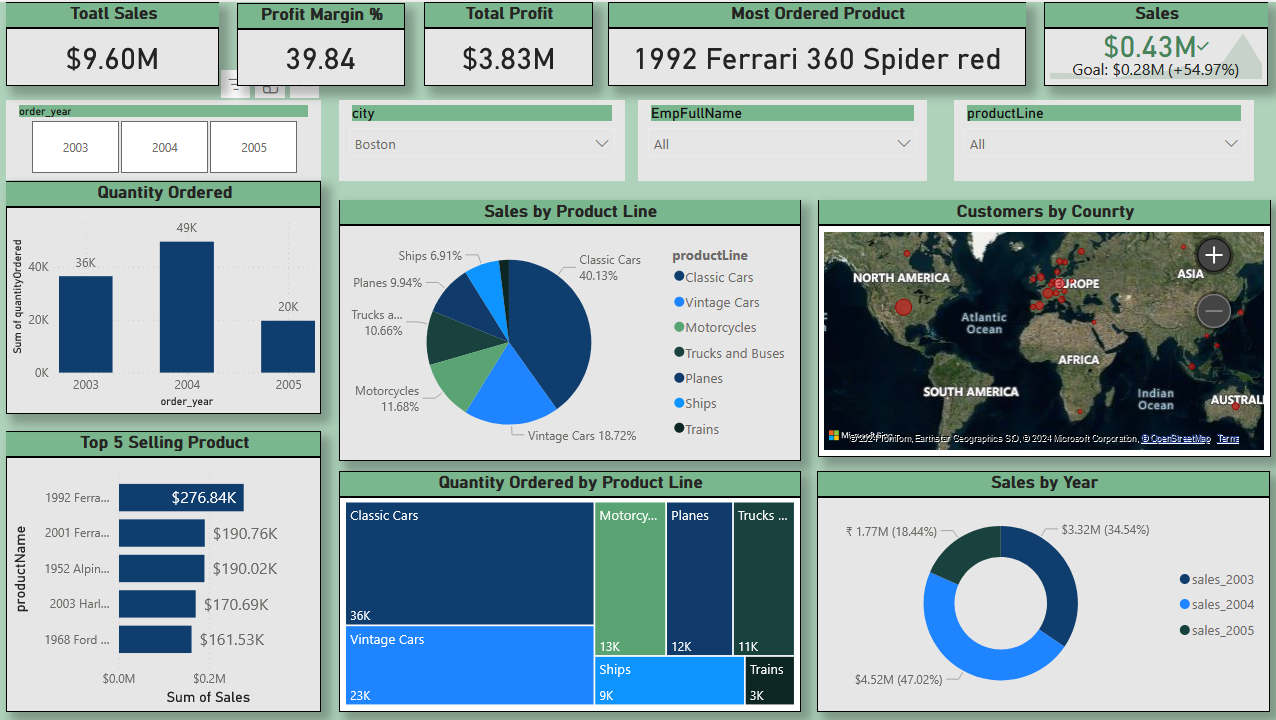 Toatl Sales
$9.60M
Profit Margin %
39.84
Total Profit
$3.83M
Most Ordered Product
1992 Ferrari 360 Spider red
Sales
$0.43M
Goal: $0.28M (+54.97%)
order_year
2003
2004
2005
city
Boston
EmpFullName
All
productLine
All
Quantity Ordered
Sum of quantityOrdered
40K
20K
0K
36K
49K
20K
2003
2004
2005
order_year
Sales by Product Line
Ships 6.91%
Planes 9.94%
Trucks a...
10.66%
Motorcycles
11.68%
Classic Cars
40.13%
Vintage Cars 18.72%
productLine
Classic Cars
Vintage Cars
Motorcycles
Trucks and Buses
Planes
Ships
Trains
Customers by Counrty
NORTH AMERICA
EUROPE
ASIA
Atlantic
Ocean
AFRICA
SOUTH AMERICA
Indian
Ocean
AUSTRAL
© 2024 TomTom, Earthstar Geographics SIO, © 2024 Microsoft Corporation, © OpenStreetMap Terms
Top 5 Selling Product
productName
1992 Ferra...
$276.84K
2001 Ferra...
$190.76K
1952 Alpin...
$190.02K
2003 Harl...
$170.69K
1968 Ford ...
$161.53K
$0.0M
$0.2M
Sum of Sales
Quantity Ordered by Product Line
Classic Cars
36K
Vintage Cars
23K
Motorcy...
13K
Planes
12K
Trucks ...
11K
Ships
9K
Trains
3K
Sales by Year
₹ 1.77M (18.44%)
$3.32M (34.54%)
$4.52M (47.02%)
sales_2003
sales_2004
sales_2005